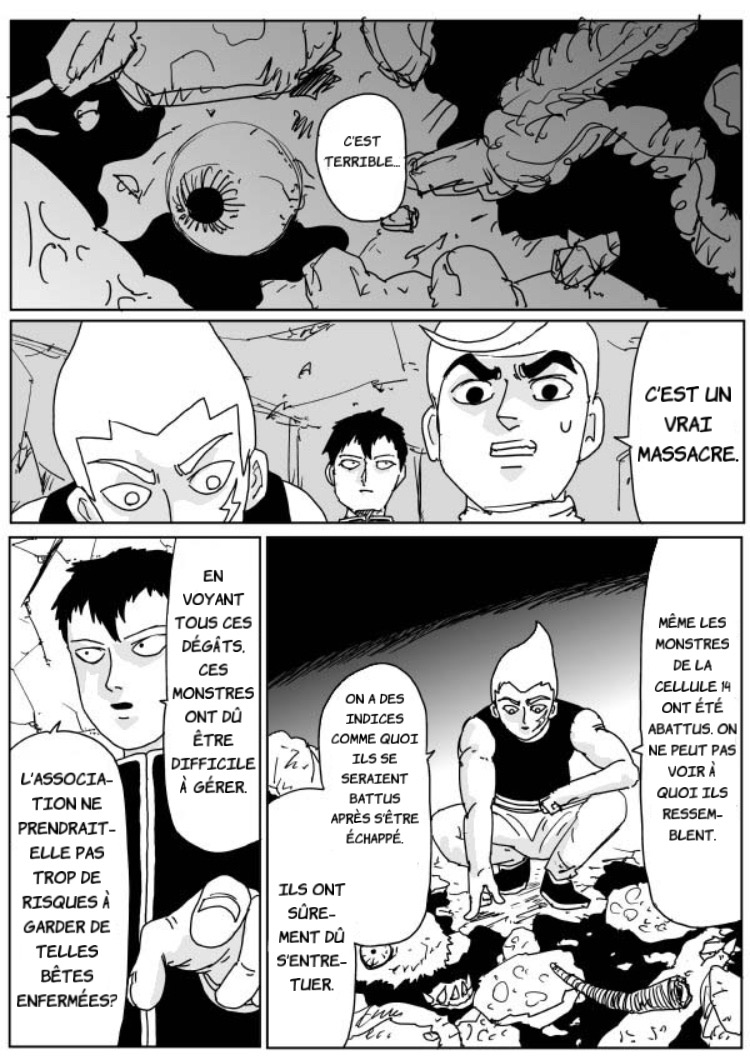 C'EST
TERRIBLE...
C'EST UN
VRAI
MASSACRE.
MÊME LES
MONSTRES
DE LA
CELLULE 14
ONT ÉTÉ
ABATTUS. ON
NE PEUT PAS
VOIR À
QUOI ILS
RESSEM-
BLENT.
ON A DES
INDICES
COMME QUOI
ILS SE
SERAIENT
BATTUS
APRÈS S'ÊTRE
ÉCHAPPÉ.
ILS ONT
SÛRE-
MENT DÛ
S'ENTRE-
TUER.
EN
VOYANT
TOUS CES
DÉGÂTS,
CES
MONSTRES
ONT DÛ
ÊTRE
DIFFICILE
À GÉRER.
L'ASSOCIA-
TION NE
PRENDRAIT-
ELLE PAS
TROP DE
RISQUES À
GARDER DE
TELLES
BÊTES
ENFERMÉES?